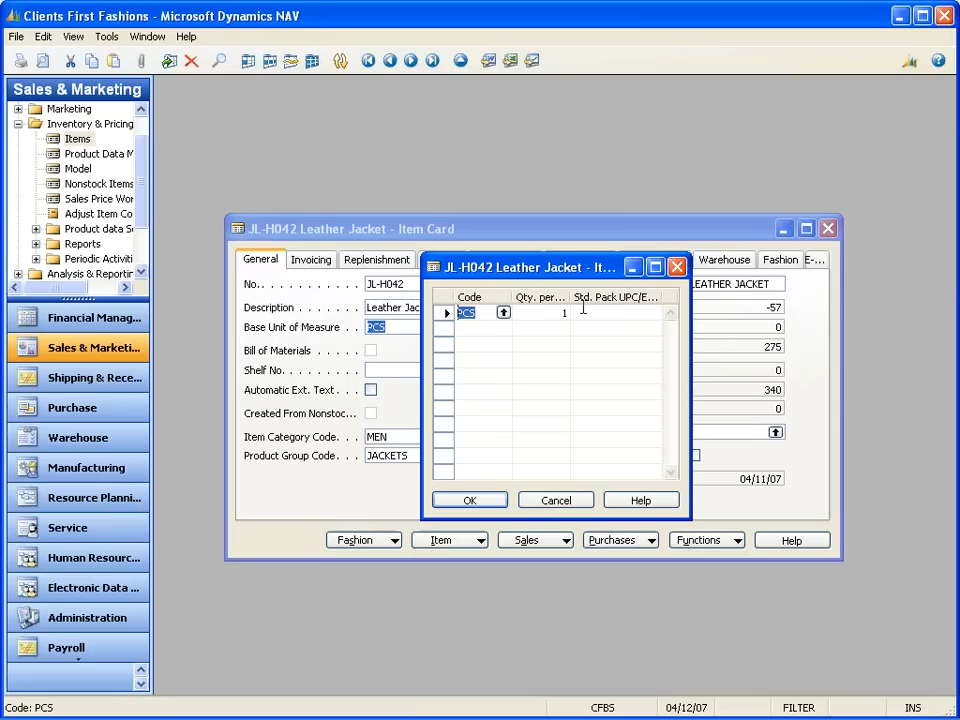 Clients First Fashions - Microsoft Dynamics NAV
File Edit View Tools Window Help
Sales & Marketing
Marketing
Inventory & Pricing
Items
Product Data M
Model
Nonstock Items
Sales Price Wor
Adjust Item Co
Product data S
Reports
Periodic Activiti
Analysis & Reportin
Financial Manag...
Sales & Marketi...
Shipping & Rece...
Purchase
Warehouse
Manufacturing
Resource Plannin...
Service
Human Resourc...
Electronic Data ...
Administration
Payroll
JL-H042 Leather Jacket - Item Card
General Invoicing Replenishment Warehouse Fashion E-...
No.. . . . . . . . . . JL-H042 LEATHER JACKET
Description . . . . . . . Leather Jac -57
Base Unit of Measure . . PCS 0
Bill of Materials . . . . . 275
Shelf No. . . . . . . . . 0
Automatic Ext. Text . . . 340
Created From Nonstoc... 0
Item Category Code. . . MEN
Product Group Code. . . JACKETS 04/11/07
JL-H042 Leather Jacket - It...
Code Qty. per... Std. Pack UPC/E...
PCS 1
OK Cancel Help
Fashion Item Sales Purchases Functions Help
Code: PCS CFBS 04/12/07 FILTER INS